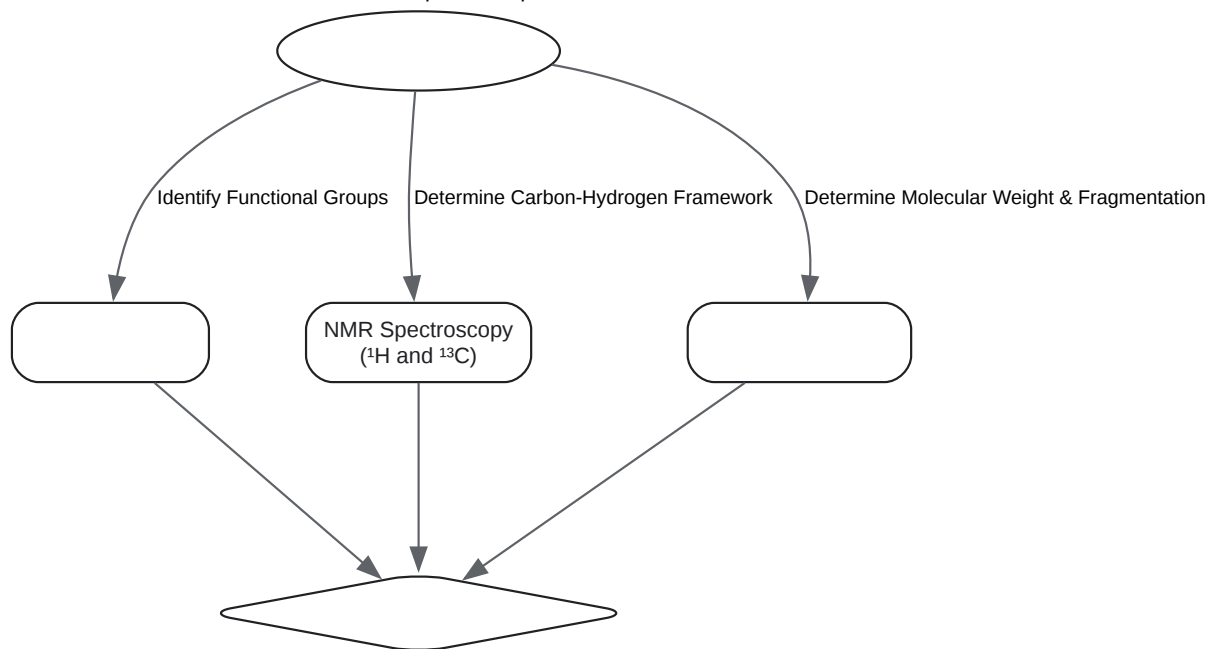 Identify Functional Groups
Determine Carbon-Hydrogen Framework
Determine Molecular Weight & Fragmentation
NMR Spectroscopy
(¹H and ¹³C)